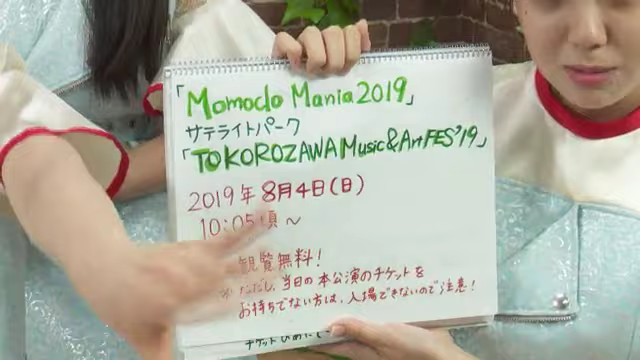 「Momoclo Mania2019」
サテライトパーク
「TOKOROZAWA Music&Art FES'19」
2019年8月4日(日)
10:05頃~
観覧無料!
※ただし、当日の本公演のチケットを
お持ちでない方は、入場できないので注意!